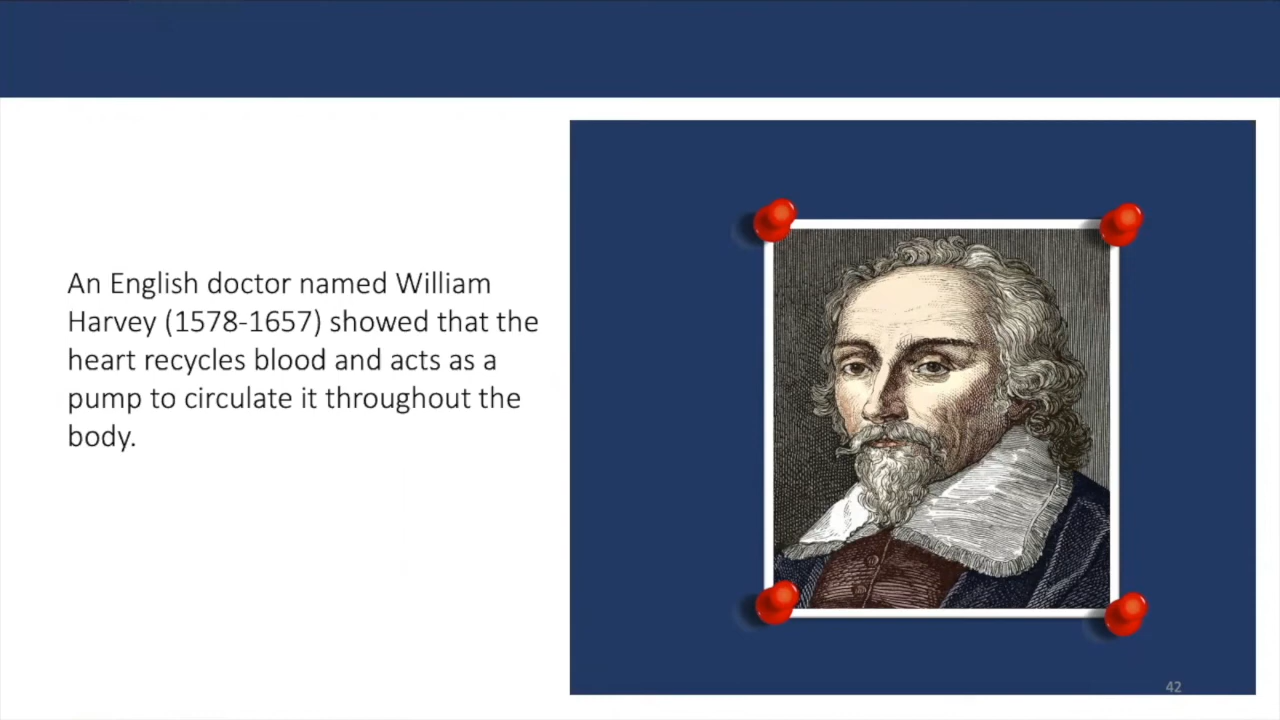 An English doctor named William
Harvey (1578-1657) showed that the
heart recycles blood and acts as a
pump to circulate it throughout the
body.
42